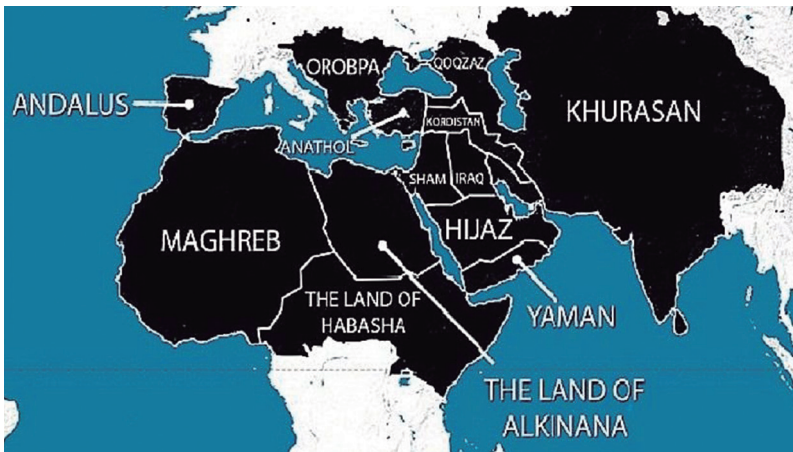 OROBPA
QOQZAZ
ANDALUS
KHURASAN
ANATHOL
KORDISTAN
SHAM
IRAQ
MAGHREB
HIJAZ
THE LAND OF
HABASHA
YAMAN
THE LAND OF
ALKINANA